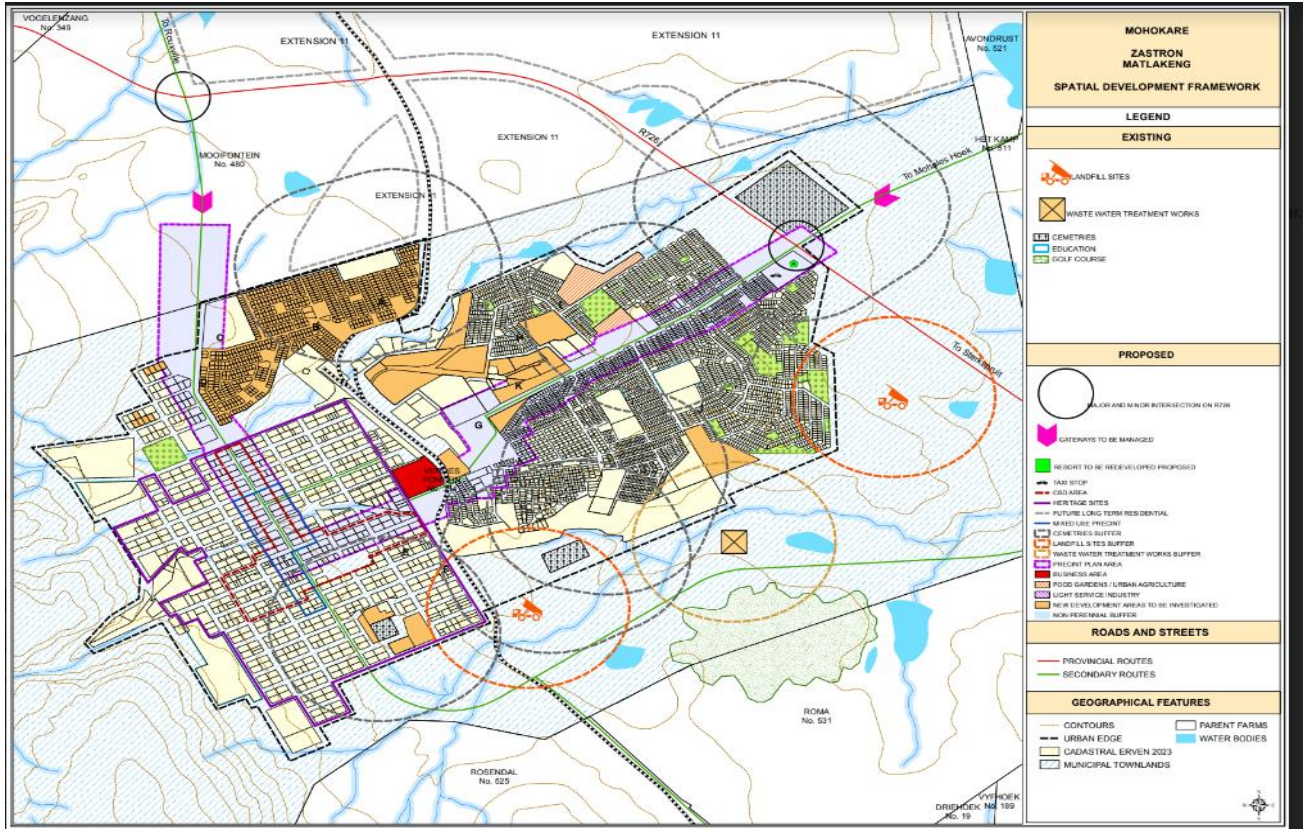 VOGELENZANG
No. 349
To Rouxville
EXTENSION 11
EXTENSION 11
No. 521
MOOIFONTEIN
No. 480
EXTENSION 11
R726
To Mohales Hoek
No. 511
C
A
B
K
G
To Sterkspruit
ROMA
No. 531
ROSENDAL
No. 625
VYFHOEK
DRIEHOEK No. 189
No. 19
MOHOKARE
ZASTRON
MATLAKENG
SPATIAL DEVELOPMENT FRAMEWORK
LEGEND
EXISTING
LANDFILL SITES
WASTE WATER TREATMENT WORKS
CEMETRIES
EDUCATION
GOLF COURSE
PROPOSED
MAJOR AND MINOR INTERSECTION ON R726
GATEWAYS TO BE MANAGED
RESORT TO BE REDEVELOPED PROPOSED
TAXI STOP
CBD AREA
HERITAGE SITES
FUTURE LONG TERM RESIDENTIAL
MIXED USE PRECINT
CEMETRIES BUFFER
LANDFILL SITES BUFFER
WASTE WATER TREATMENT WORKS BUFFER
PRECINT PLAN AREA
BUSINESS AREA
FOOD GARDENS / URBAN AGRICULTURE
LIGHT SERVICE INDUSTRY
NEW DEVELOPMENT AREAS TO BE INVESTIGATED
NON PERENNIAL BUFFER
ROADS AND STREETS
PROVINCIAL ROUTES
SECONDARY ROUTES
GEOGRAPHICAL FEATURES
CONTOURS
PARENT FARMS
URBAN EDGE
WATER BODIES
CADASTRAL ERVEN 2023
MUNICIPAL TOWNLANDS